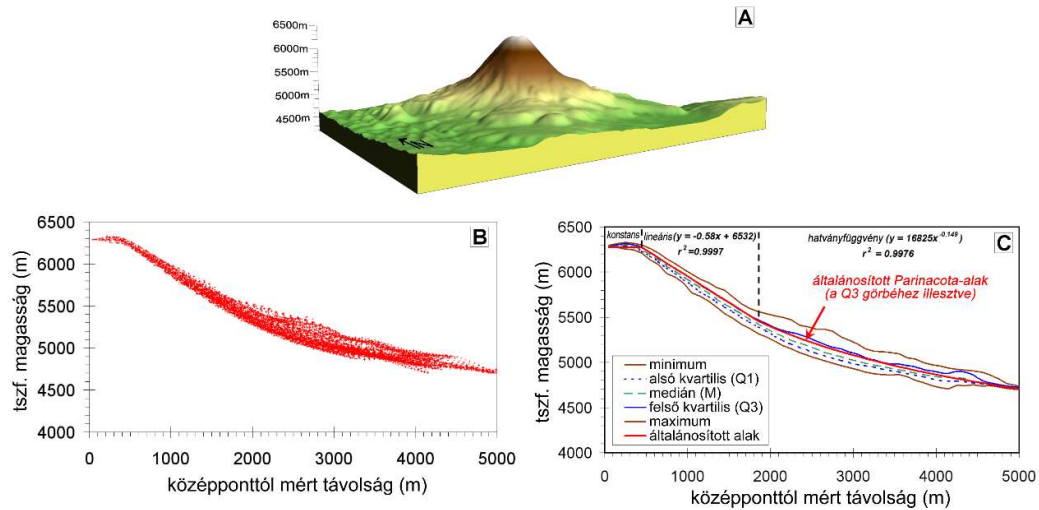 A
6500m
6000m
5500m
5000m
4500m
N
B
6500
6000
5500
5000
4500
4000
tszf. magasság (m)
0 1000 2000 3000 4000 5000
középponttól mért távolság (m)
C
6500
6000
5500
5000
4500
4000
tszf. magasság (m)
konstans lineáris (y = -0.58x + 6532)
r² =0.9997
hatványfüggvény (y = 16825x^-0.149)
r² = 0.9976
általánosított Parinacota-alak
(a Q3 görbéhez illesztve)
minimum
alsó kvartilis (Q1)
medián (M)
felső kvartilis (Q3)
maximum
általánosított alak
0 1000 2000 3000 4000 5000
középponttól mért távolság (m)